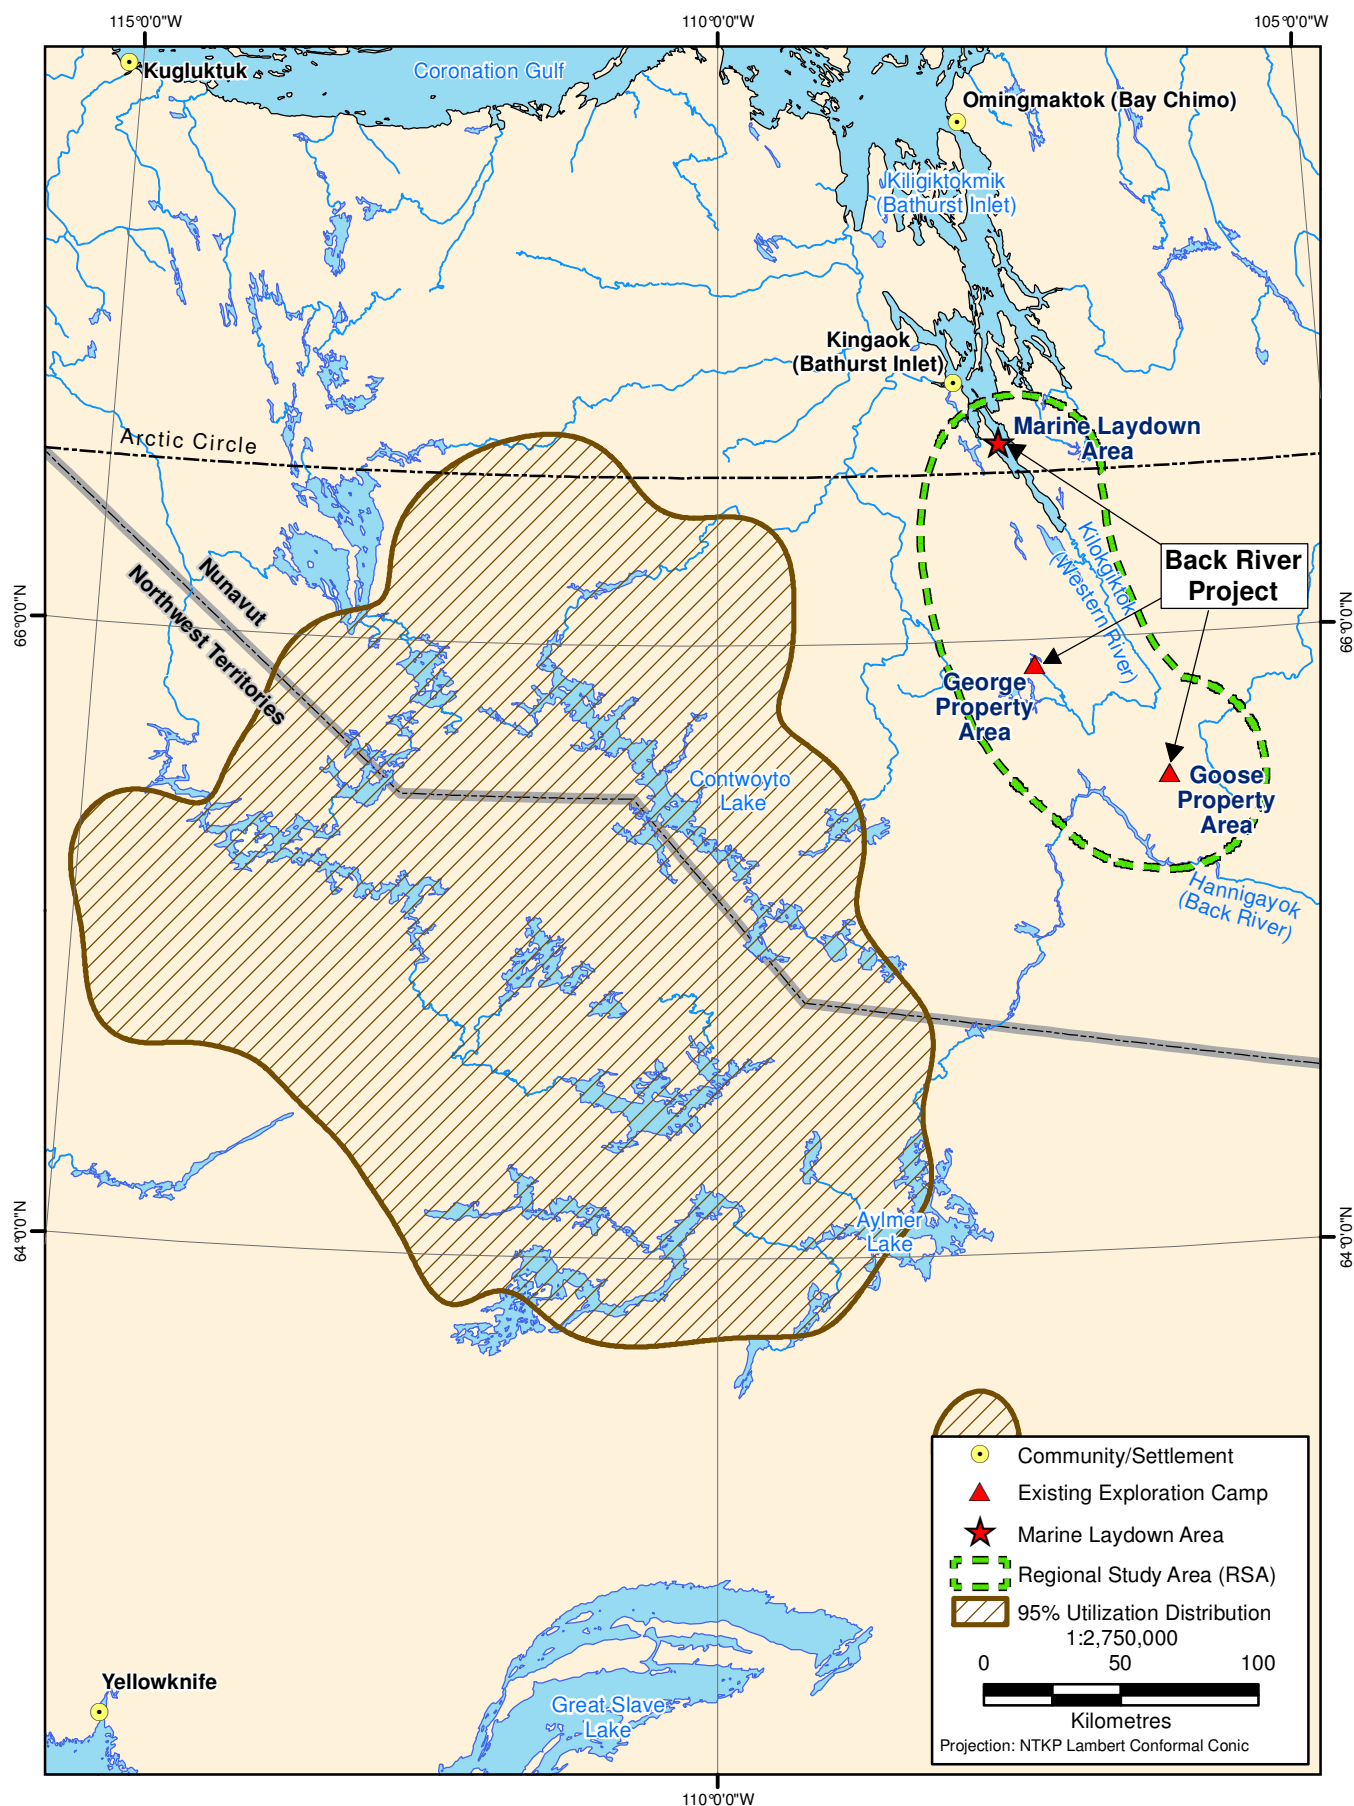 115°0'0"W
110°0'0"W
105°0'0"W
Kugluktuk
Coronation Gulf
Omingmaktok (Bay Chimo)
Kiligiktokmik
(Bathurst Inlet)
Kingaok
(Bathurst Inlet)
Marine Laydown
Area
Arctic Circle
Nunavut
Northwest Territories
Kilokgiktok
(Western River)
Back River
Project
66°0'0"N
66°0'0"N
George
Property
Area
Goose
Property
Area
Contwoyto
Lake
Hannigayok
(Back River)
Aylmer
Lake
64°0'0"N
64°0'0"N
Community/Settlement
Existing Exploration Camp
Marine Laydown Area
Regional Study Area (RSA)
95% Utilization Distribution
1:2,750,000
0 50 100
Kilometres
Projection: NTKP Lambert Conformal Conic
Yellowknife
Great Slave
Lake
110°0'0"W